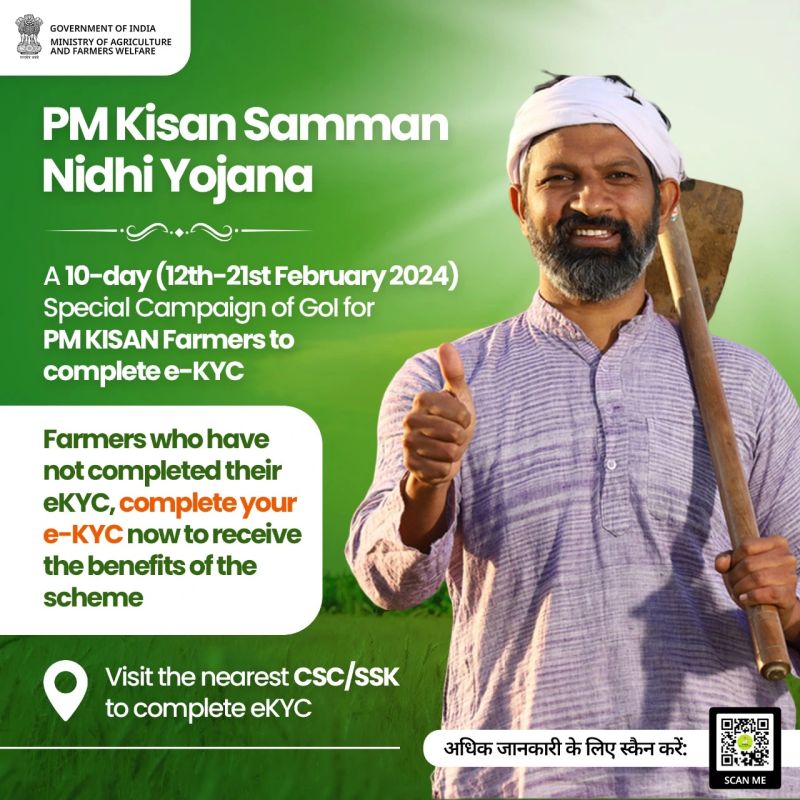 GOVERNMENT OF INDIA
MINISTRY OF AGRICULTURE
AND FARMERS WELFARE
PM Kisan Samman
Nidhi Yojana
A 10-day (12th-21st February 2024)
Special Campaign of GoI for
PM KISAN Farmers to
complete e-KYC
Farmers who have
not completed their
eKYC, complete your
e-KYC now to receive
the benefits of the
scheme
Visit the nearest CSC/SSK
to complete eKYC
अधिक जानकारी के लिए स्कैन करें:
SCAN ME